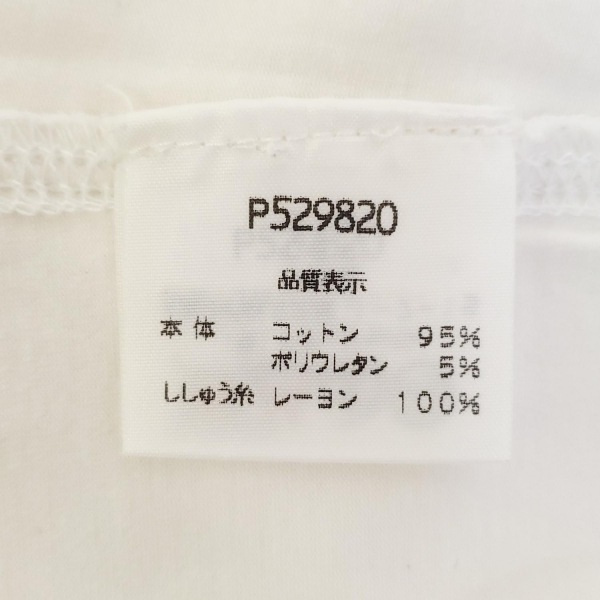 P529820
品質表示
本体 コットン 95%
ポリウレタン 5%
ししゅう糸 レーヨン 100%